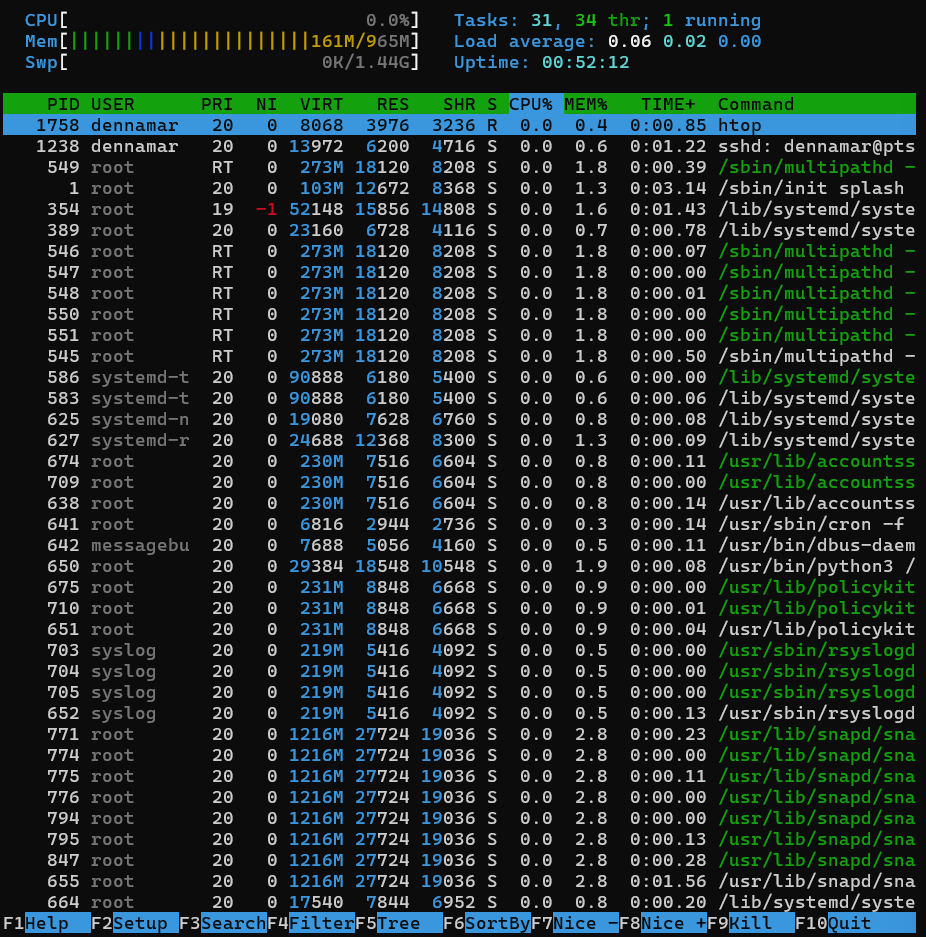 CPU[ 0.0%] Tasks: 31, 34 thr; 1 running
Mem[|||||||||||||||||||||||161M/965M] Load average: 0.06 0.02 0.00
Swp[ 0K/1.44G] Uptime: 00:52:12
PID USER PRI NI VIRT RES SHR S CPU% MEM% TIME+ Command
1758 dennamar 20 0 8068 3976 3236 R 0.0 0.4 0:00.85 htop
1238 dennamar 20 0 13972 6200 4716 S 0.0 0.6 0:01.22 sshd: dennamar@pts
549 root RT 0 273M 18120 8208 S 0.0 1.8 0:00.39 /sbin/multipathd -
1 root 20 0 103M 12672 8368 S 0.0 1.3 0:03.14 /sbin/init splash
354 root 19 -1 52148 15856 14808 S 0.0 1.6 0:01.43 /lib/systemd/syste
389 root 20 0 23160 6728 4116 S 0.0 0.7 0:00.78 /lib/systemd/syste
546 root RT 0 273M 18120 8208 S 0.0 1.8 0:00.07 /sbin/multipathd -
547 root RT 0 273M 18120 8208 S 0.0 1.8 0:00.00 /sbin/multipathd -
548 root RT 0 273M 18120 8208 S 0.0 1.8 0:00.01 /sbin/multipathd -
550 root RT 0 273M 18120 8208 S 0.0 1.8 0:00.00 /sbin/multipathd -
551 root RT 0 273M 18120 8208 S 0.0 1.8 0:00.00 /sbin/multipathd -
545 root RT 0 273M 18120 8208 S 0.0 1.8 0:00.50 /sbin/multipathd -
586 systemd-t 20 0 90888 6180 5400 S 0.0 0.6 0:00.00 /lib/systemd/syste
583 systemd-t 20 0 90888 6180 5400 S 0.0 0.6 0:00.06 /lib/systemd/syste
625 systemd-n 20 0 19080 7628 6760 S 0.0 0.8 0:00.08 /lib/systemd/syste
627 systemd-r 20 0 24688 12368 8300 S 0.0 1.3 0:00.09 /lib/systemd/syste
674 root 20 0 230M 7516 6604 S 0.0 0.8 0:00.11 /usr/lib/accountss
709 root 20 0 230M 7516 6604 S 0.0 0.8 0:00.00 /usr/lib/accountss
638 root 20 0 230M 7516 6604 S 0.0 0.8 0:00.14 /usr/lib/accountss
641 root 20 0 6816 2944 2736 S 0.0 0.3 0:00.14 /usr/sbin/cron -f
642 messagebu 20 0 7688 5056 4160 S 0.0 0.5 0:00.11 /usr/bin/dbus-daem
650 root 20 0 29384 18548 10548 S 0.0 1.9 0:00.08 /usr/bin/python3 /
675 root 20 0 231M 8848 6668 S 0.0 0.9 0:00.00 /usr/lib/policykit
710 root 20 0 231M 8848 6668 S 0.0 0.9 0:00.01 /usr/lib/policykit
651 root 20 0 231M 8848 6668 S 0.0 0.9 0:00.04 /usr/lib/policykit
703 syslog 20 0 219M 5416 4092 S 0.0 0.5 0:00.00 /usr/sbin/rsyslogd
704 syslog 20 0 219M 5416 4092 S 0.0 0.5 0:00.00 /usr/sbin/rsyslogd
705 syslog 20 0 219M 5416 4092 S 0.0 0.5 0:00.00 /usr/sbin/rsyslogd
652 syslog 20 0 219M 5416 4092 S 0.0 0.5 0:00.13 /usr/sbin/rsyslogd
771 root 20 0 1216M 27724 19036 S 0.0 2.8 0:00.23 /usr/lib/snapd/sna
774 root 20 0 1216M 27724 19036 S 0.0 2.8 0:00.00 /usr/lib/snapd/sna
775 root 20 0 1216M 27724 19036 S 0.0 2.8 0:00.11 /usr/lib/snapd/sna
776 root 20 0 1216M 27724 19036 S 0.0 2.8 0:00.00 /usr/lib/snapd/sna
794 root 20 0 1216M 27724 19036 S 0.0 2.8 0:00.00 /usr/lib/snapd/sna
795 root 20 0 1216M 27724 19036 S 0.0 2.8 0:00.13 /usr/lib/snapd/sna
847 root 20 0 1216M 27724 19036 S 0.0 2.8 0:00.28 /usr/lib/snapd/sna
655 root 20 0 1216M 27724 19036 S 0.0 2.8 0:01.56 /usr/lib/snapd/sna
664 root 20 0 17540 7844 6952 S 0.0 0.8 0:00.20 /lib/systemd/syste
F1Help F2Setup F3SearchF4FilterF5Tree F6SortByF7Nice -F8Nice +F9Kill F10Quit